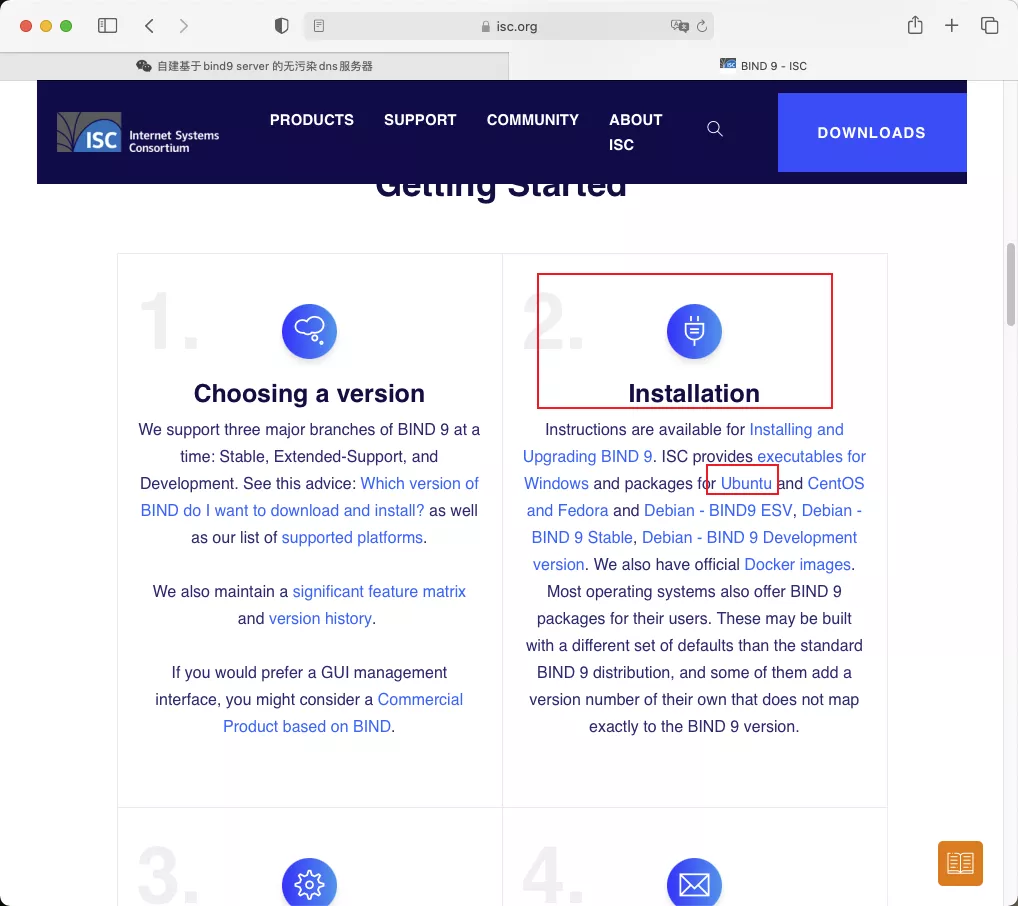 isc.org
自建基于bind9 server 的无污染dns服务器
BIND 9 - ISC
ISC
Internet Systems
Consortium
PRODUCTS
SUPPORT
COMMUNITY
ABOUT
ISC
DOWNLOADS
Getting Started
1.
Choosing a version
We support three major branches of BIND 9 at a
time: Stable, Extended-Support, and
Development. See this advice: Which version of
BIND do I want to download and install? as well
as our list of supported platforms.
We also maintain a significant feature matrix
and version history.
If you would prefer a GUI management
interface, you might consider a Commercial
Product based on BIND.
2.
Installation
Instructions are available for Installing and
Upgrading BIND 9. ISC provides executables for
Windows and packages for Ubuntu and CentOS
and Fedora and Debian - BIND9 ESV, Debian -
BIND 9 Stable, Debian - BIND 9 Development
version. We also have official Docker images.
Most operating systems also offer BIND 9
packages for their users. These may be built
with a different set of defaults than the standard
BIND 9 distribution, and some of them add a
version number of their own that does not map
exactly to the BIND 9 version.
3.
4.